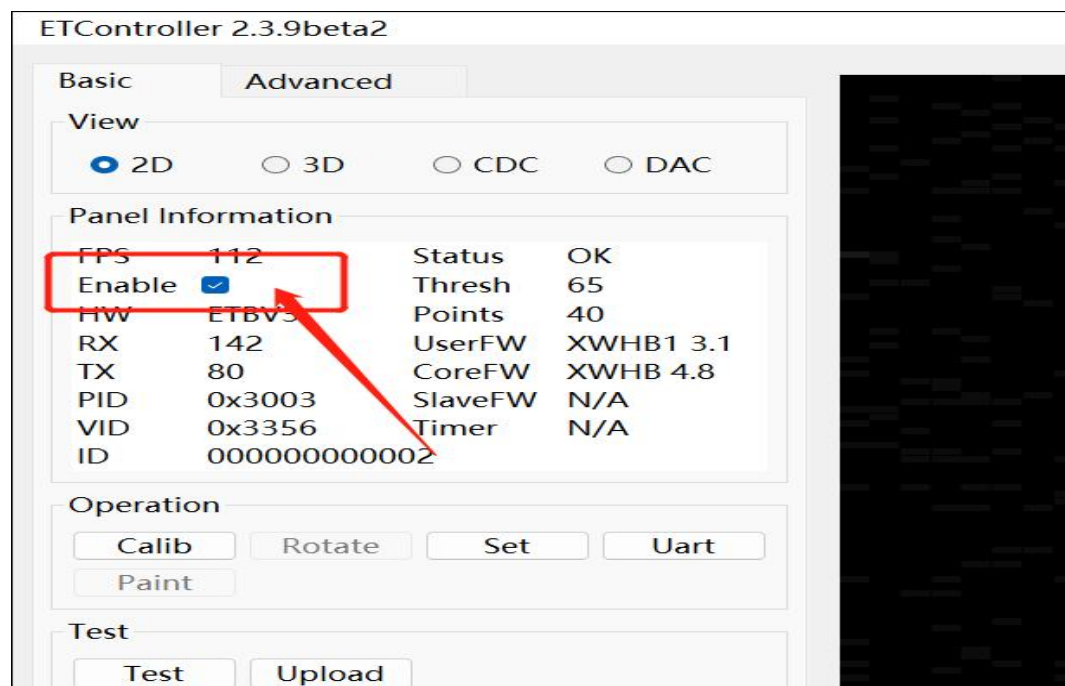 ETController 2.3.9beta2
Basic Advanced
View
2D 3D CDC DAC
Panel Information
FPS 112 Status OK
Enable Thresh 65
HW ETBV3 Points 40
RX 142 UserFW XWHB1 3.1
TX 80 CoreFW XWHB 4.8
PID 0x3003 SlaveFW N/A
VID 0x3356 Timer N/A
ID 000000000002
Operation
Calib Rotate Set Uart
Paint
Test
Test Upload